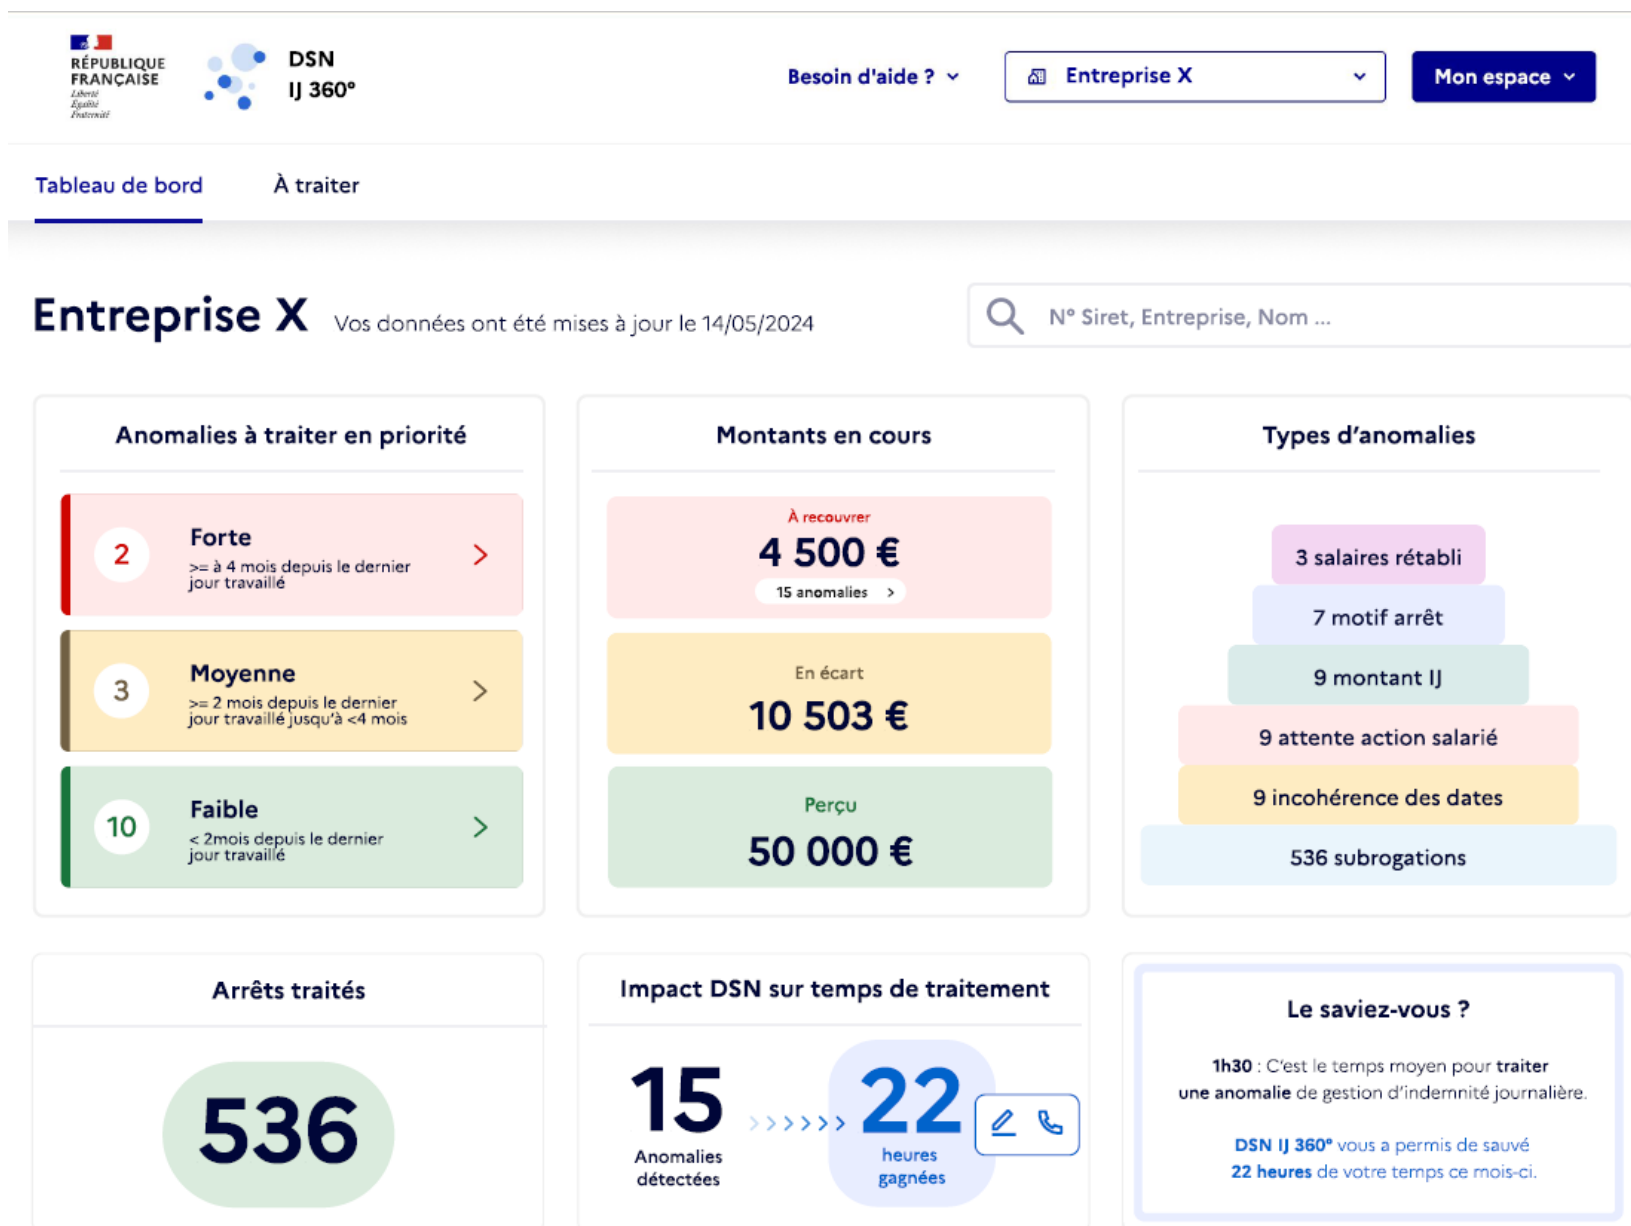 RÉPUBLIQUE
FRANÇAISE
Liberté
Égalité
Fraternité
DSN
IJ 360°
Besoin d'aide ?
Entreprise X
Mon espace
Tableau de bord
À traiter
Entreprise X
Vos données ont été mises à jour le 14/05/2024
N° Siret, Entreprise, Nom ...
Anomalies à traiter en priorité
2
Forte
>= à 4 mois depuis le dernier
jour travaillé
3
Moyenne
>= 2 mois depuis le dernier
jour travaillé jusqu'à <4 mois
10
Faible
< 2mois depuis le dernier
jour travaillé
Montants en cours
À recouvrer
4 500 €
15 anomalies >
En écart
10 503 €
Perçu
50 000 €
Types d'anomalies
3 salaires rétabli
7 motif arrêt
9 montant IJ
9 attente action salarié
9 incohérence des dates
536 subrogations
Arrêts traités
536
Impact DSN sur temps de traitement
15
Anomalies
détectées
>>>>>>
22
heures
gagnées
Le saviez-vous ?
1h30 : C'est le temps moyen pour traiter
une anomalie de gestion d'indemnité journalière.
DSN IJ 360° vous a permis de sauvé
22 heures de votre temps ce mois-ci.